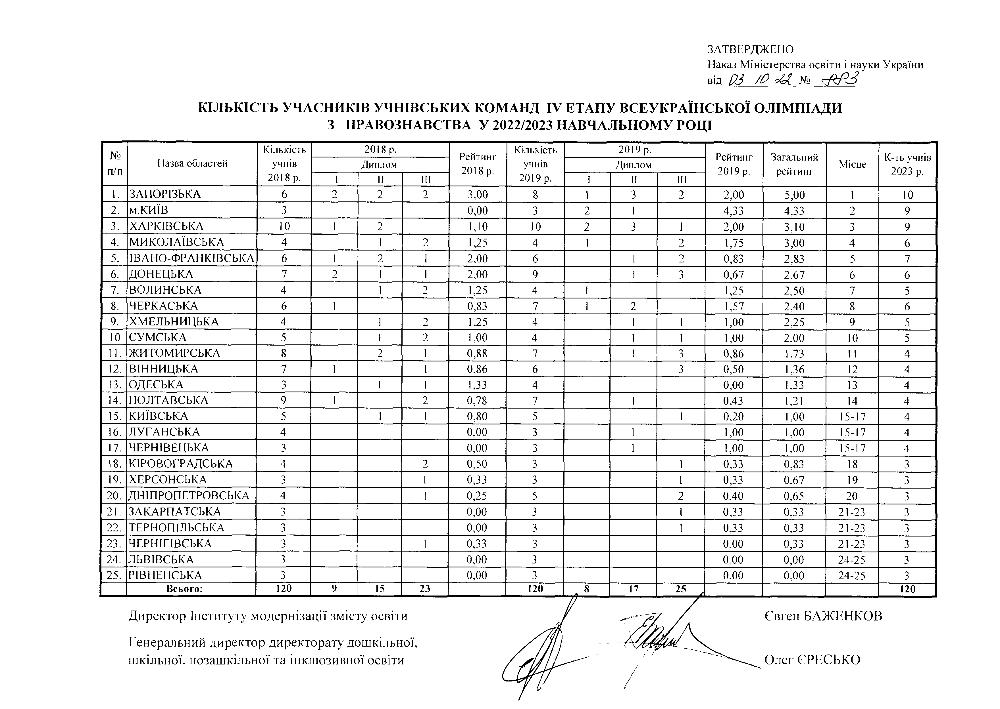 ЗАТВЕРДЖЕНО
Наказ Міністерства освіти і науки України
від 03 10 22 № 883
КІЛЬКІСТЬ УЧАСНИКІВ УЧНІВСЬКИХ КОМАНД IV ЕТАПУ ВСЕУКРАЇНСЬКОЇ ОЛІМПІАДИ
З ПРАВОЗНАВСТВА У 2022/2023 НАВЧАЛЬНОМУ РОЦІ
№ п/п Назва областей Кількість учнів 2018 р. 2018 р. Диплом I II III Рейтинг 2018 р. Кількість учнів 2019 р. 2019 р. Диплом I II III Рейтинг 2019 р. Загальний рейтинг Місце К-ть учнів 2023 р.
1. ЗАПОРІЗЬКА 6 2 2 2 3,00 8 1 3 2 2,00 5,00 1 10
2. м.КИЇВ 3 0,00 3 2 1 4,33 4,33 2 9
3. ХАРКІВСЬКА 10 1 2 1,10 10 2 3 1 2,00 3,10 3 9
4. МИКОЛАЇВСЬКА 4 1 2 1,25 4 1 2 1,75 3,00 4 6
5. ІВАНО-ФРАНКІВСЬКА 6 1 2 1 2,00 6 1 2 0,83 2,83 5 7
6. ДОНЕЦЬКА 7 2 1 1 2,00 9 1 3 0,67 2,67 6 6
7. ВОЛИНСЬКА 4 1 2 1,25 4 1 1,25 2,50 7 5
8. ЧЕРКАСЬКА 6 1 0,83 7 1 2 1,57 2,40 8 6
9. ХМЕЛЬНИЦЬКА 4 1 2 1,25 4 1 1 1,00 2,25 9 5
10 СУМСЬКА 5 1 2 1,00 4 1 1 1,00 2,00 10 5
11. ЖИТОМИРСЬКА 8 2 1 0,88 7 1 3 0,86 1,73 11 4
12. ВІННИЦЬКА 7 1 1 0,86 6 3 0,50 1,36 12 4
13. ОДЕСЬКА 3 1 1 1,33 4 0,00 1,33 13 4
14. ПОЛТАВСЬКА 9 1 2 0,78 7 1 0,43 1,21 14 4
15. КИЇВСЬКА 5 1 1 0,80 5 1 0,20 1,00 15-17 4
16. ЛУГАНСЬКА 4 0,00 3 1 1,00 1,00 15-17 4
17. ЧЕРНІВЕЦЬКА 3 0,00 3 1 1,00 1,00 15-17 4
18. КІРОВОГРАДСЬКА 4 2 0,50 3 1 0,33 0,83 18 3
19. ХЕРСОНСЬКА 3 1 0,33 3 1 0,33 0,67 19 3
20. ДНІПРОПЕТРОВСЬКА 4 1 0,25 5 2 0,40 0,65 20 3
21. ЗАКАРПАТСЬКА 3 0,00 3 1 0,33 0,33 21-23 3
22. ТЕРНОПІЛЬСЬКА 3 0,00 3 1 0,33 0,33 21-23 3
23. ЧЕРНІГІВСЬКА 3 1 0,33 3 0,00 0,33 21-23 3
24. ЛЬВІВСЬКА 3 0,00 3 0,00 0,00 24-25 3
25. РІВНЕНСЬКА 3 0,00 3 0,00 0,00 24-25 3
Всього: 120 9 15 23 120 8 17 25 120
Директор Інституту модернізації змісту освіти Євген БАЖЕНКОВ
Генеральний директор директорату дошкільної,
шкільної, позашкільної та інклюзивної освіти Олег ЄРЕСЬКО